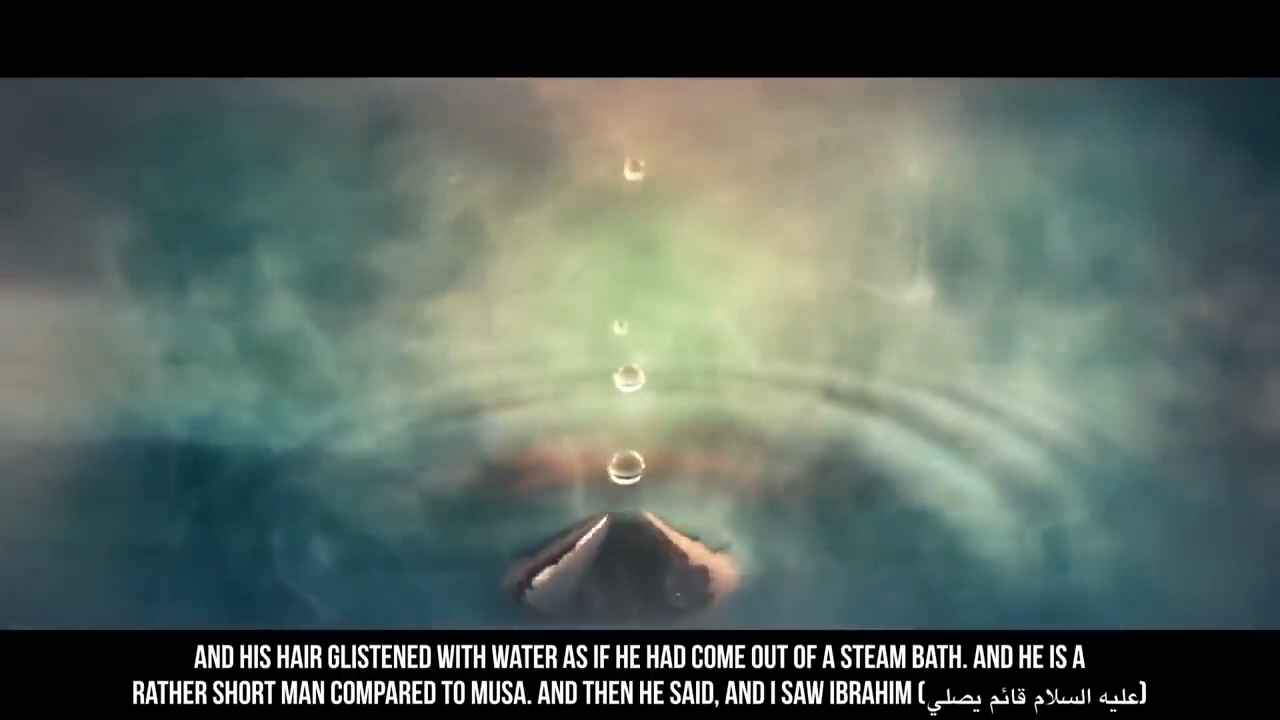 AND HIS HAIR GLISTENED WITH WATER AS IF HE HAD COME OUT OF A STEAM BATH. AND HE IS A
RATHER SHORT MAN COMPARED TO MUSA. AND THEN HE SAID, AND I SAW IBRAHIM (عليه السلام قائم يصلي)